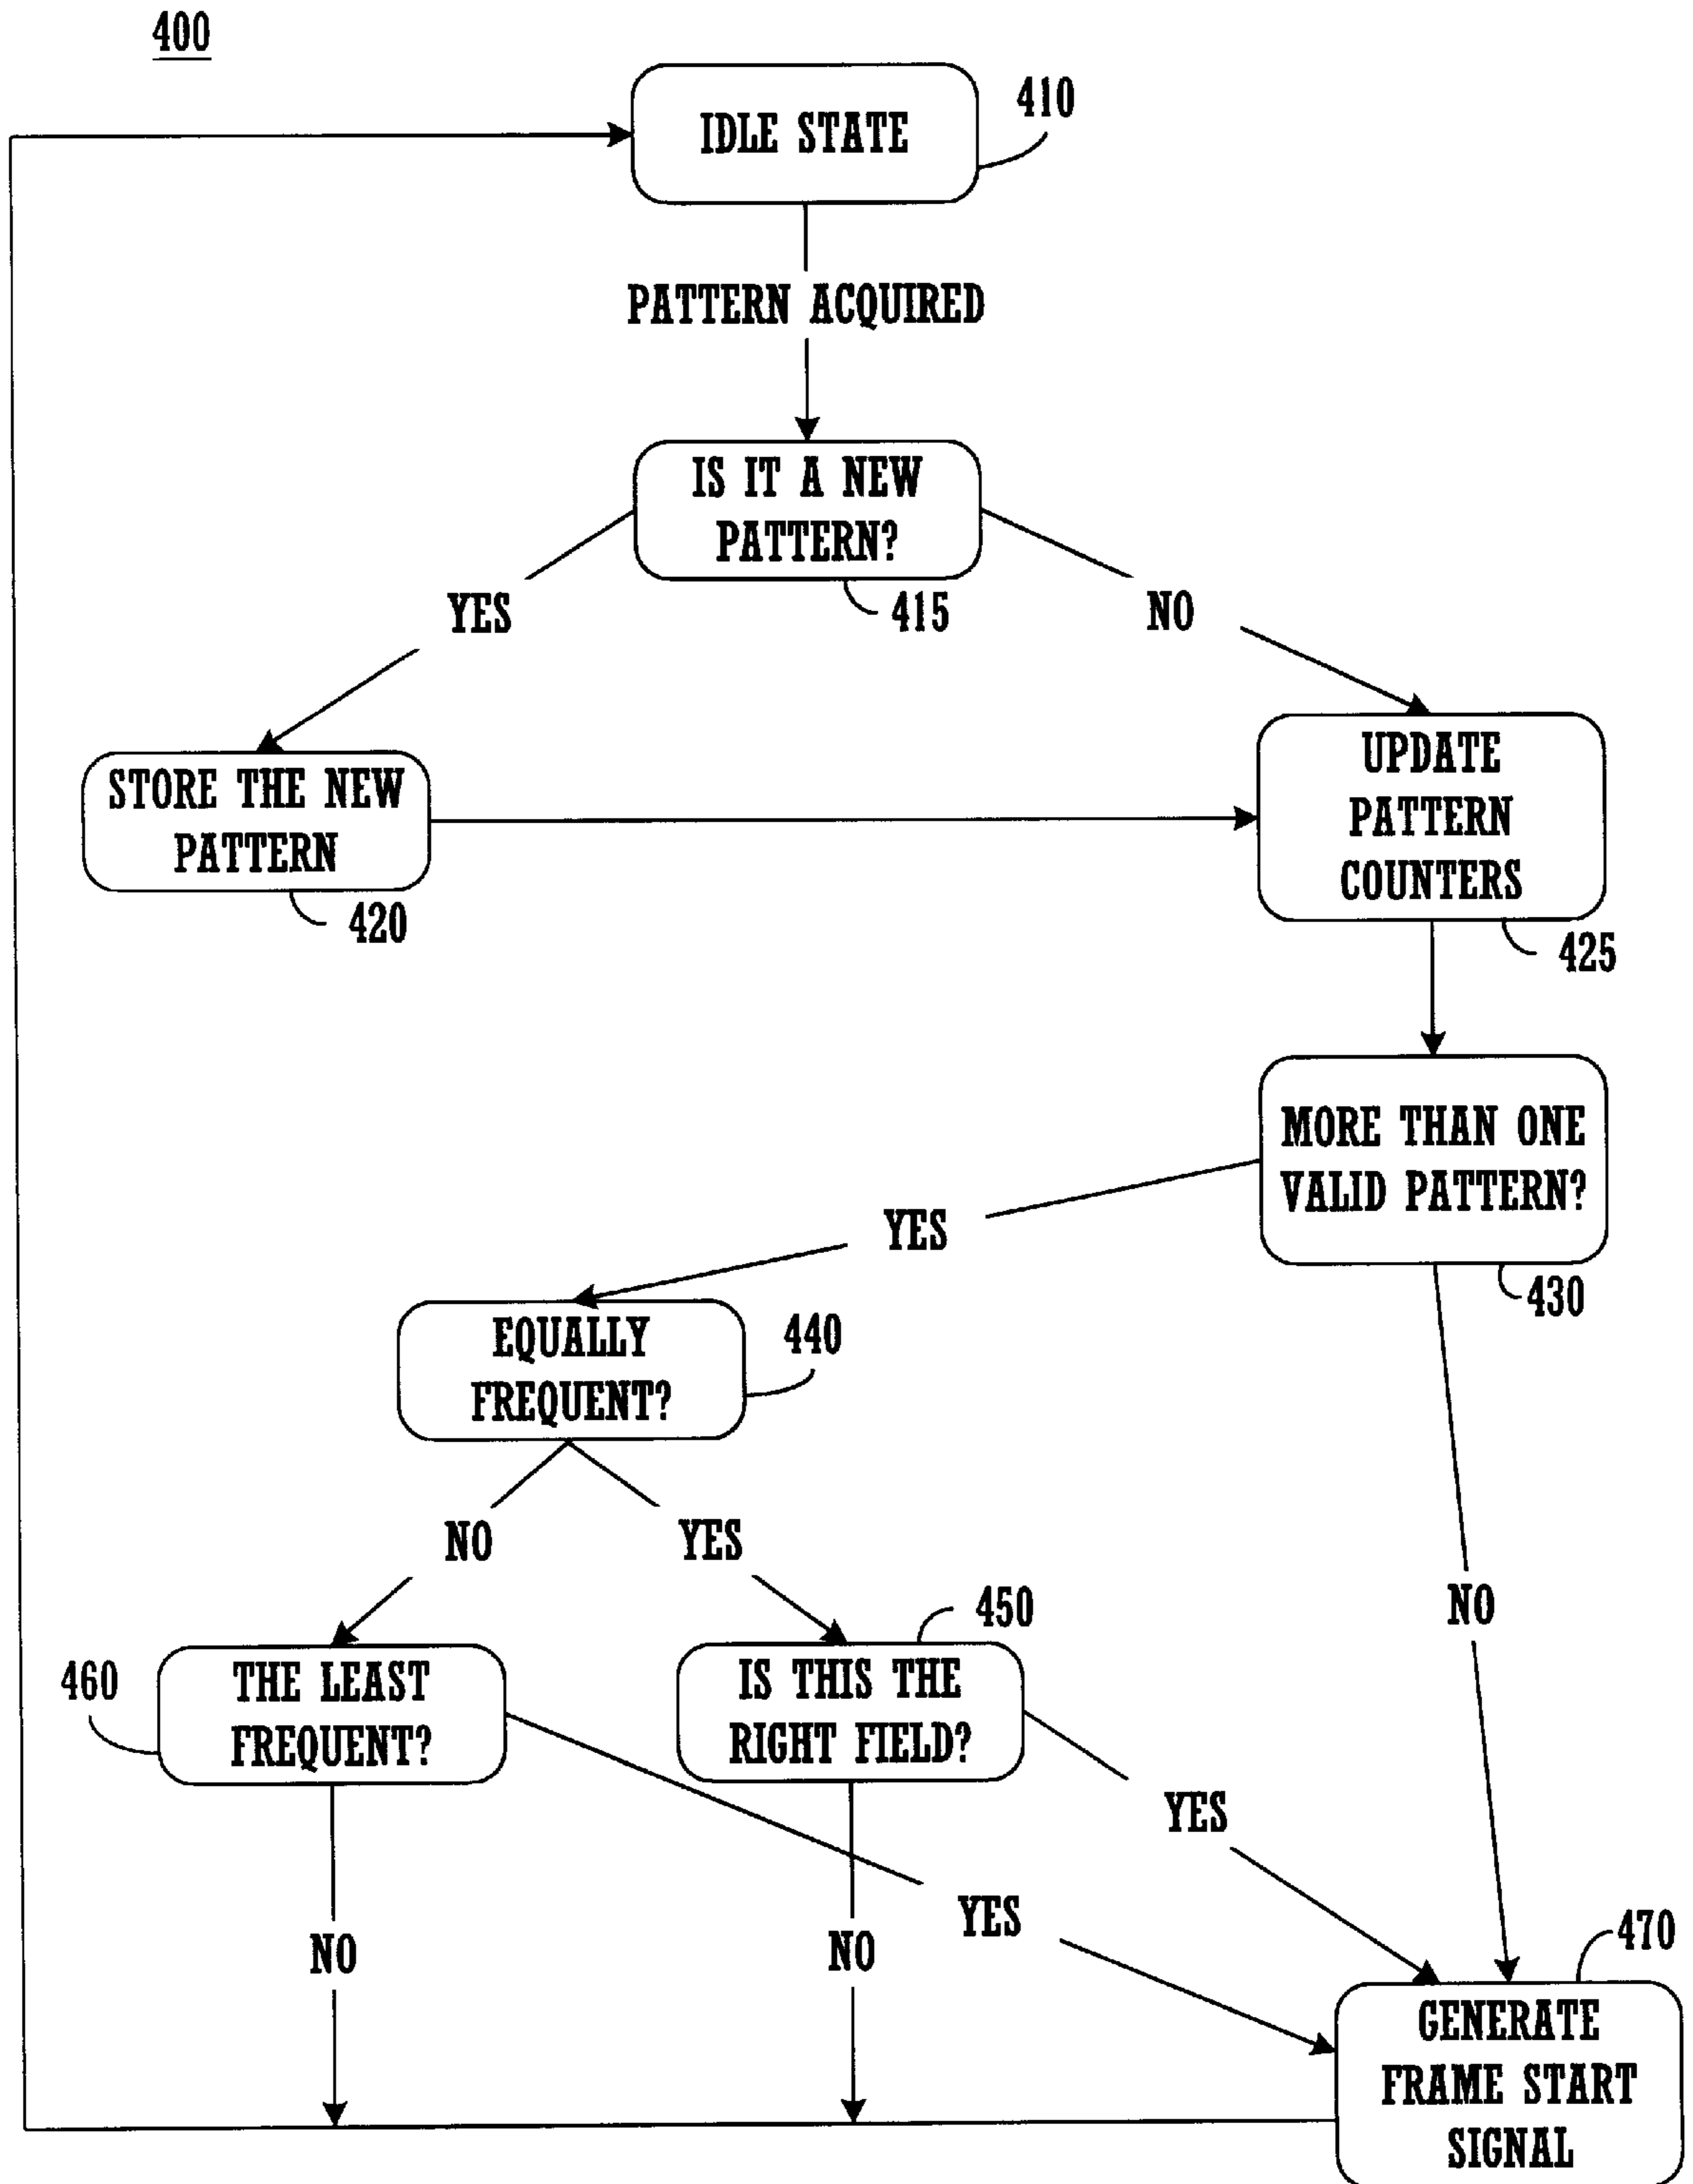 400
IDLE STATE
410
PATTERN ACQUIRED
IS IT A NEW
PATTERN?
415
YES
NO
STORE THE NEW
PATTERN
420
UPDATE
PATTERN
COUNTERS
425
MORE THAN ONE
VALID PATTERN?
430
YES
EQUALLY
FREQUENT?
440
NO
YES
NO
460
THE LEAST
FREQUENT?
450
IS THIS THE
RIGHT FIELD?
YES
YES
NO
NO
470
GENERATE
FRAME START
SIGNAL